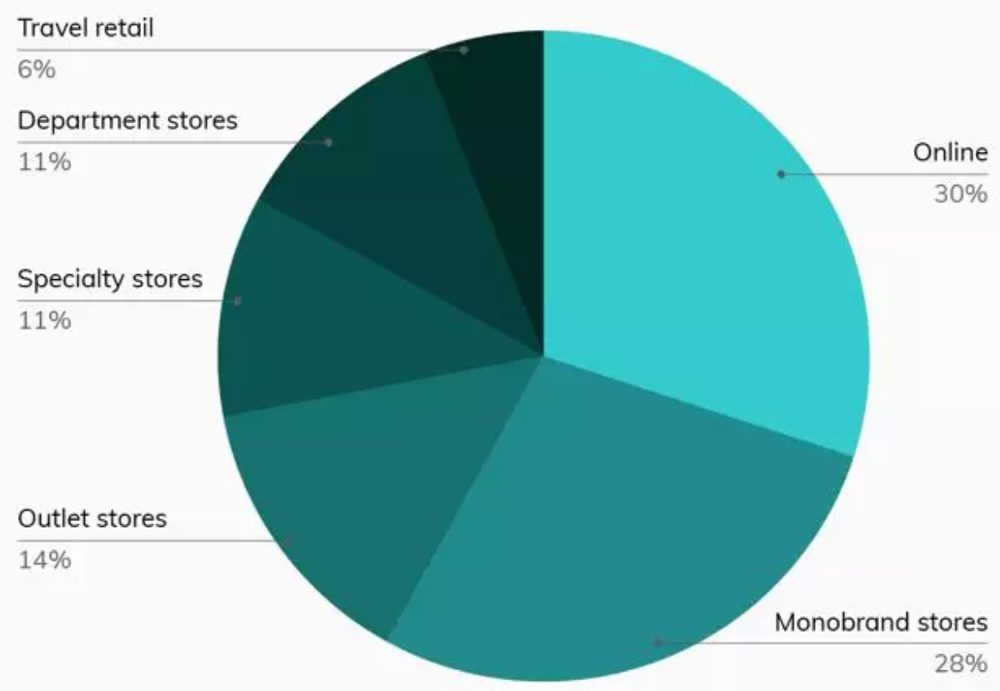 Travel retail
6%
Department stores
11%
Specialty stores
11%
Outlet stores
14%
Online
30%
Monobrand stores
28%